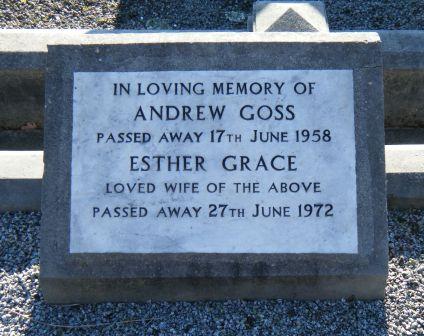 IN LOVING MEMORY OF
ANDREW GOSS
PASSED AWAY 17TH JUNE 1958
ESTHER GRACE
LOVED WIFE OF THE ABOVE
PASSED AWAY 27TH JUNE 1972